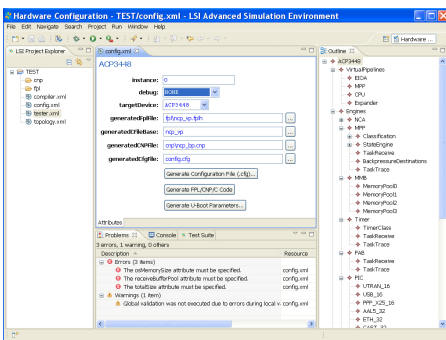 Hardware Configuration - TEST/config.xml - LSI Advanced Simulation Environment
File Edit Navigate Search Project Run Window Help
Hardware ...
LSI Project Explorer
TEST
cnp
fpl
compiler.xml
config.xml
tester.xml
topology.xml
config.xml
ACP3448
instance: 0
debug: NONE
targetDevice: ACP3448
generatedFplFile: fpl\ncp_vp.fplh ...
generatedCFileBase: ncp_vp
generatedCNPFile: cnp\ncp_bp.cnp ...
generatedCfgFile: config.cfg ...
Generate Configuration File (.cfg)...
Generate FPL/CNP/C Code
Generate U-Boot Parameters...
Attributes
Problems Console Test Suite
3 errors, 1 warning, 0 others
Description Resource
Errors (3 items)
The osMemorySize attribute must be specified. config.xml
The receiveBufferPool attribute must be specified. config.xml
The totalSize attribute must be specified. config.xml
Warnings (1 item)
Global validation was not executed due to errors during local v config.xml
Outline
ACP3448
VirtualPipelines
EIOA
MPP
CPU
Expander
Engines
NCA
MPP
Classification
StateEngine
TaskReceive
BackpressureDestinations
TaskTrace
MMB
MemoryPool0
MemoryPool1
MemoryPool2
MemoryPool3
Timer
TimerClass
TaskReceive
TaskTrace
PAB
TaskReceive
TaskTrace
PIC
UTRAN_16
USB_16
PPP_X25_16
AAL5_32
ETH_32